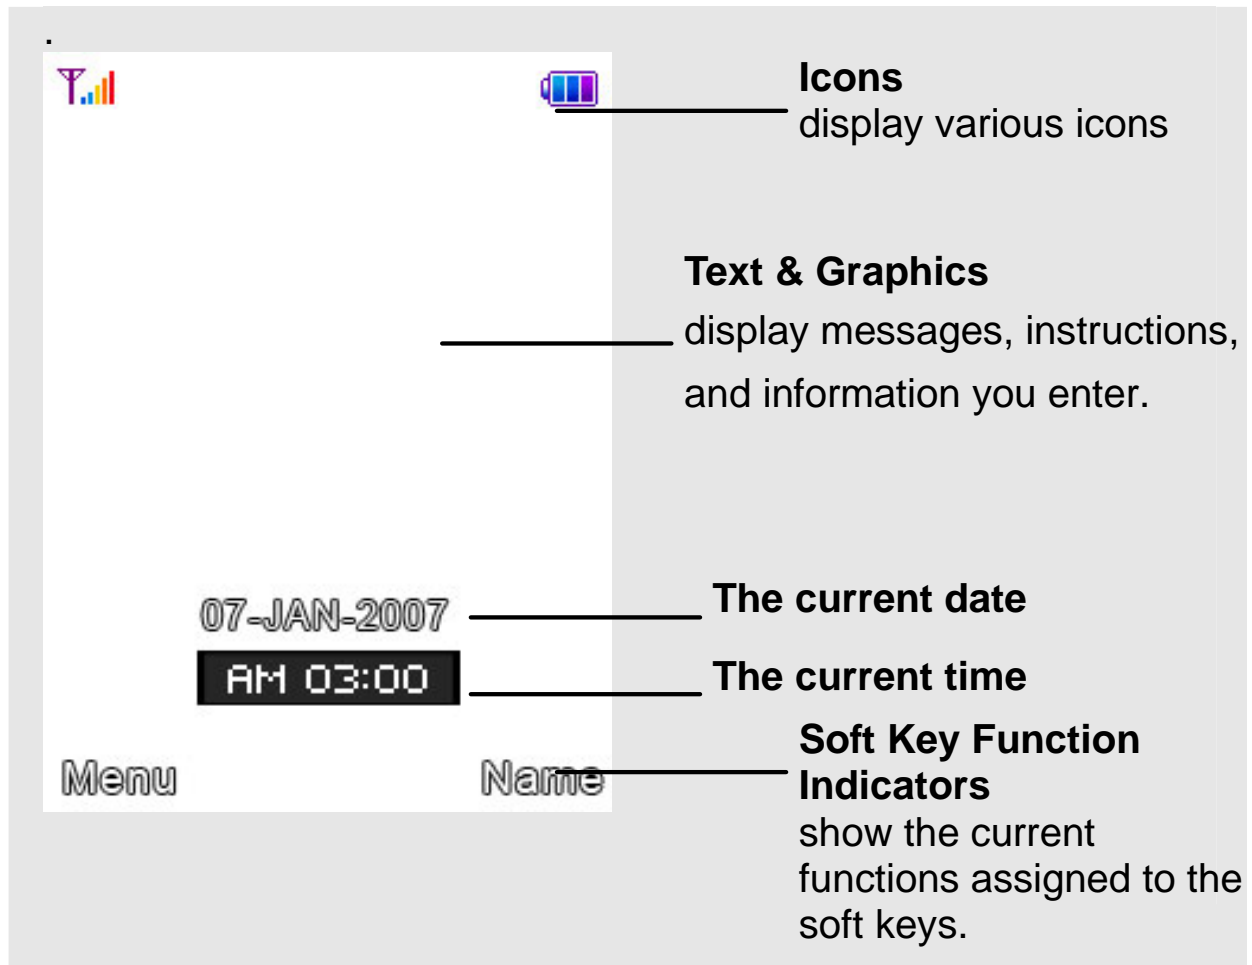 .
Icons
display various icons
Text & Graphics
display messages, instructions,
and information you enter.
07-JAN-2007
The current date
AM 03:00
The current time
Menu
Name
Soft Key Function
Indicators
show the current
functions assigned to the
soft keys.